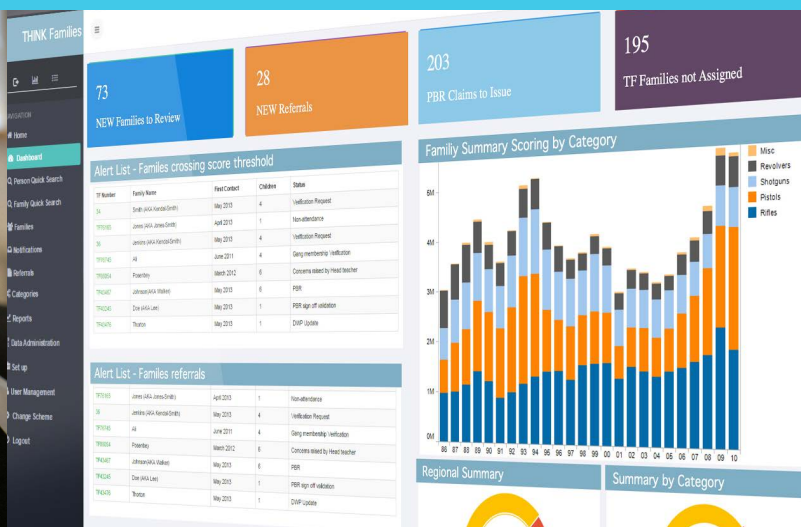 THINK Families
NAVIGATION
Home
Dashboard
Person Quick Search
Family Quick Search
Families
Notifications
Referrals
Categories
Reports
Data Administration
Set up
User Management
Change Scheme
Logout
73
NEW Families to Review
28
NEW Referrals
203
PBR Claims to Issue
195
TF Families not Assigned
Alert List - Familes crossing score threshold
TF Number Family Name First Contact Children Status
Smith (AKA Kendal-Smith) May 2013 4 Verification Request
Jones (AKA Jones-Smith) April 2013 1 Non-attendance
Jenkins (AKA Kendal-Smith) May 2013 4 Verification Request
Ali June 2011 4 Gang membership Verification
March 2012 6 Concerns raised by Head teacher
Johnson(AKA Walker) May 2013 6 PBR
Doe (AKA Lee) May 2013 1 PBR sign off validation
Thorton May 2013 1 DWP Update
Alert List - Familes referrals
Jones (AKA Jones-Smith) April 2013 1 Non-attendance
Jenkins (AKA Kendal-Smith) May 2013 4 Verification Request
Ali June 2011 4 Gang membership Verification
March 2012 6 Concerns raised by Head teacher
Johnson(AKA Walker) May 2013 6 PBR
Doe (AKA Lee) May 2013 1 PBR sign off validation
Thorton May 2013 1 DWP Update
Familiy Summary Scoring by Category
Misc
Revolvers
Shotguns
Pistols
Rifles
5M
4M
3M
2M
1M
0M
86 87 88 89 90 91 92 93 94 95 96 97 98 99 00 01 02 03 04 05 06 07 08 09 10
Regional Summary
Summary by Category